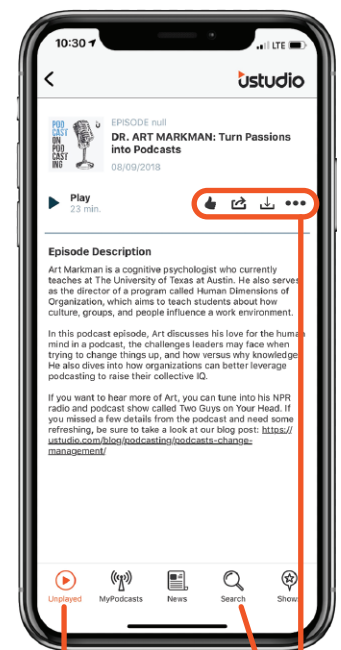 10:30
LTE
ustudio
POD
CAST
ON
POD
CAST
ING
EPISODE null
DR. ART MARKMAN: Turn Passions
into Podcasts
08/09/2018
Play
23 min.
Episode Description
Art Markman is a cognitive psychologist who currently
teaches at The University of Texas at Austin. He also serves
as the director of a program called Human Dimensions of
Organization, which aims to teach students about how
culture, groups, and people influence a work environment.
In this podcast episode, Art discusses his love for the human
mind in a podcast, the challenges leaders may face when
trying to change things up, and how versus why knowledge.
He also dives into how organizations can better leverage
podcasting to raise their collective IQ.
If you want to hear more of Art, you can tune into his NPR
radio and podcast show called Two Guys on Your Head. If
you missed a few details from the podcast and need some
refreshing, be sure to take a look at our blog post: https://
ustudio.com/blog/podcasting/podcasts-change-
management/
Unplayed MyPodcasts News Search Shows